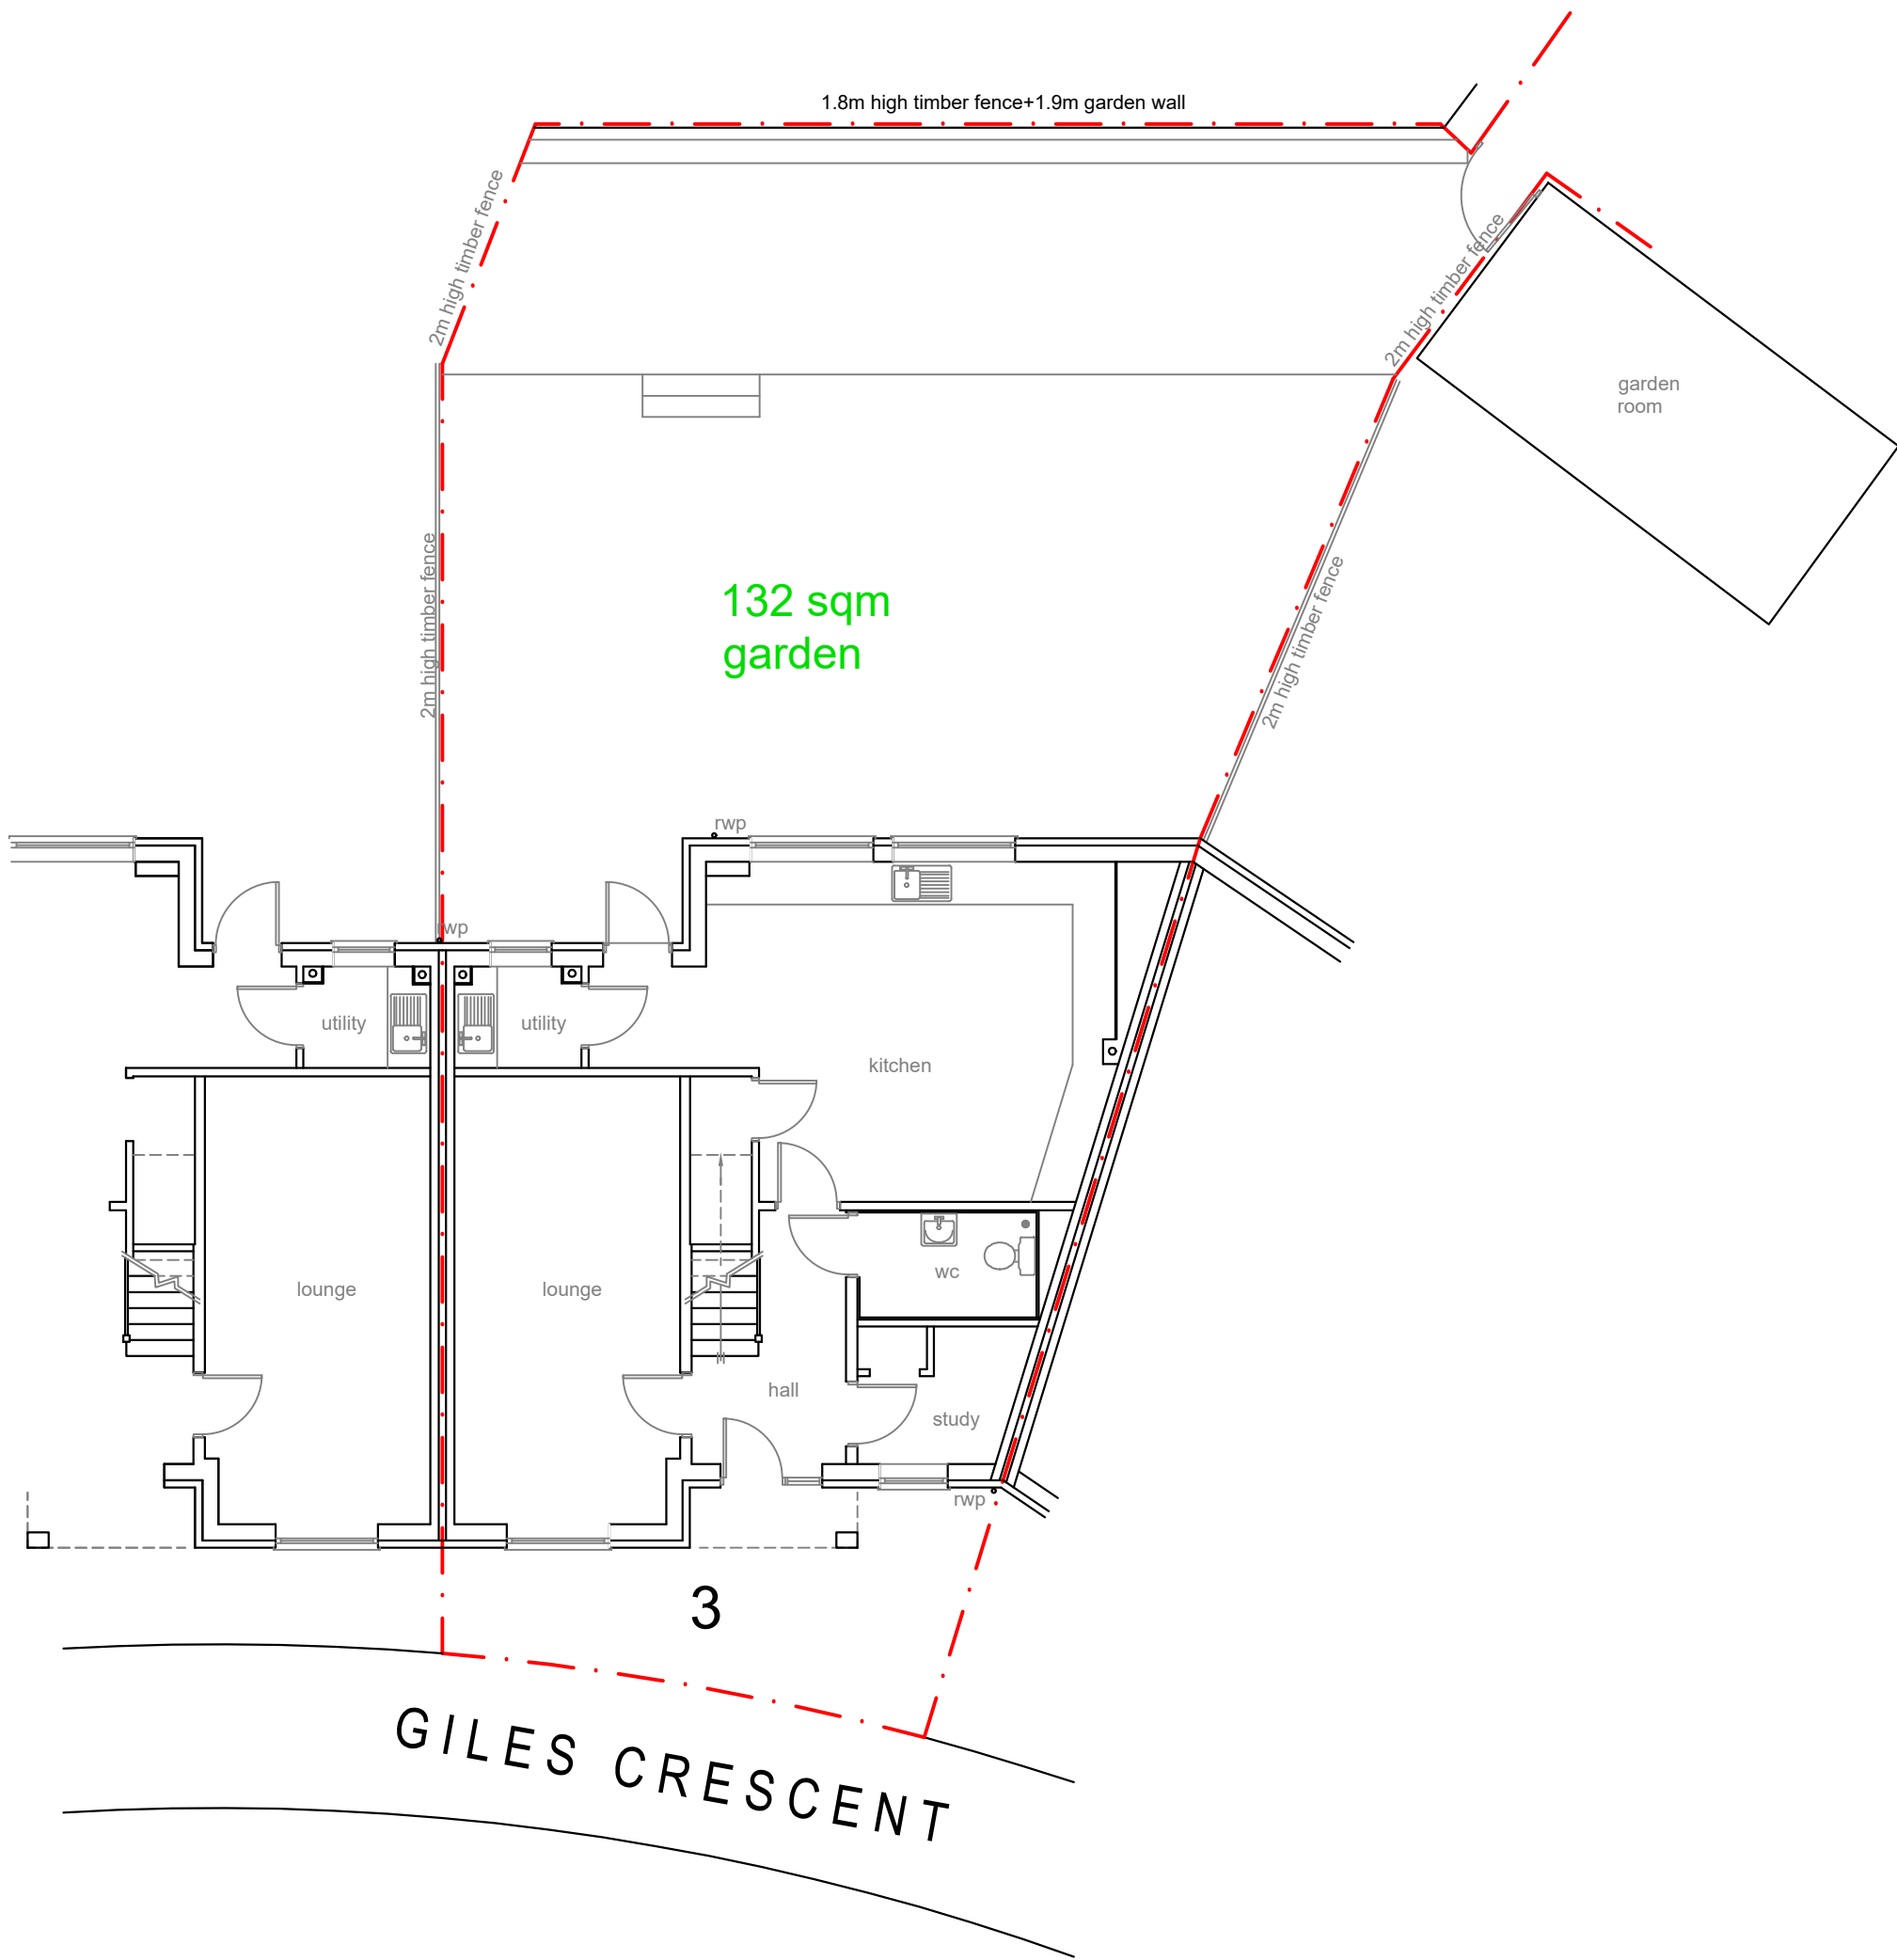 1.8m high timber fence+1.9m garden wall
2m high timber fence
2m high timber fence
garden
room
2m high timber fence
132 sqm
garden
2m high timber fence
rwp
rwp
utility
utility
kitchen
wc
lounge
lounge
hall
study
rwp
3
GILES CRESCENT